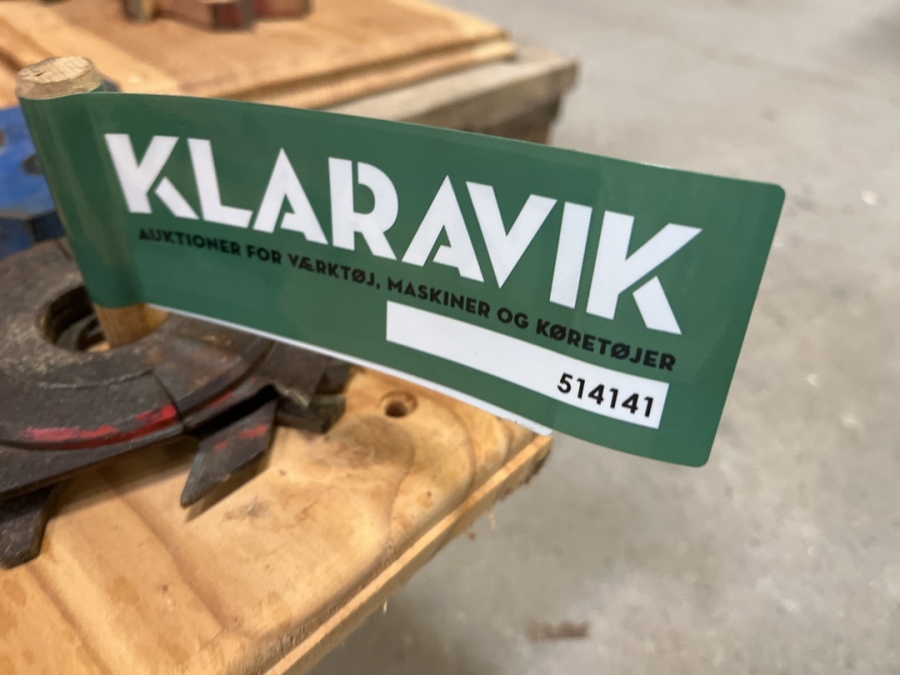 KLARAVIK
AUKTIONER FOR VÆRKTØJ, MASKINER OG KØRETØJER
514141